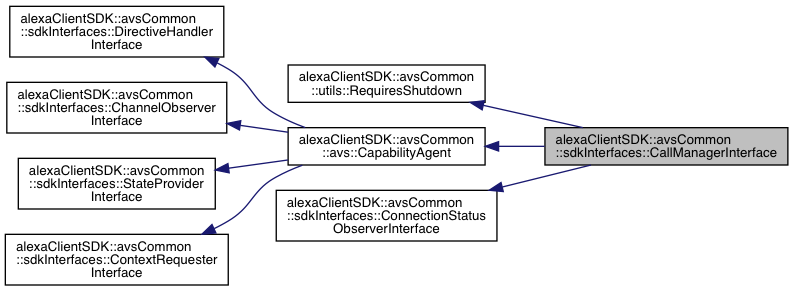 alexaClientSDK::avsCommon
::sdkInterfaces::DirectiveHandler
Interface
alexaClientSDK::avsCommon
::sdkInterfaces::ChannelObserver
Interface
alexaClientSDK::avsCommon
::sdkInterfaces::StateProvider
Interface
alexaClientSDK::avsCommon
::sdkInterfaces::ContextRequester
Interface
alexaClientSDK::avsCommon
::utils::RequiresShutdown
alexaClientSDK::avsCommon
::avs::CapabilityAgent
alexaClientSDK::avsCommon
::sdkInterfaces::ConnectionStatus
ObserverInterface
alexaClientSDK::avsCommon
::sdkInterfaces::CallManagerInterface